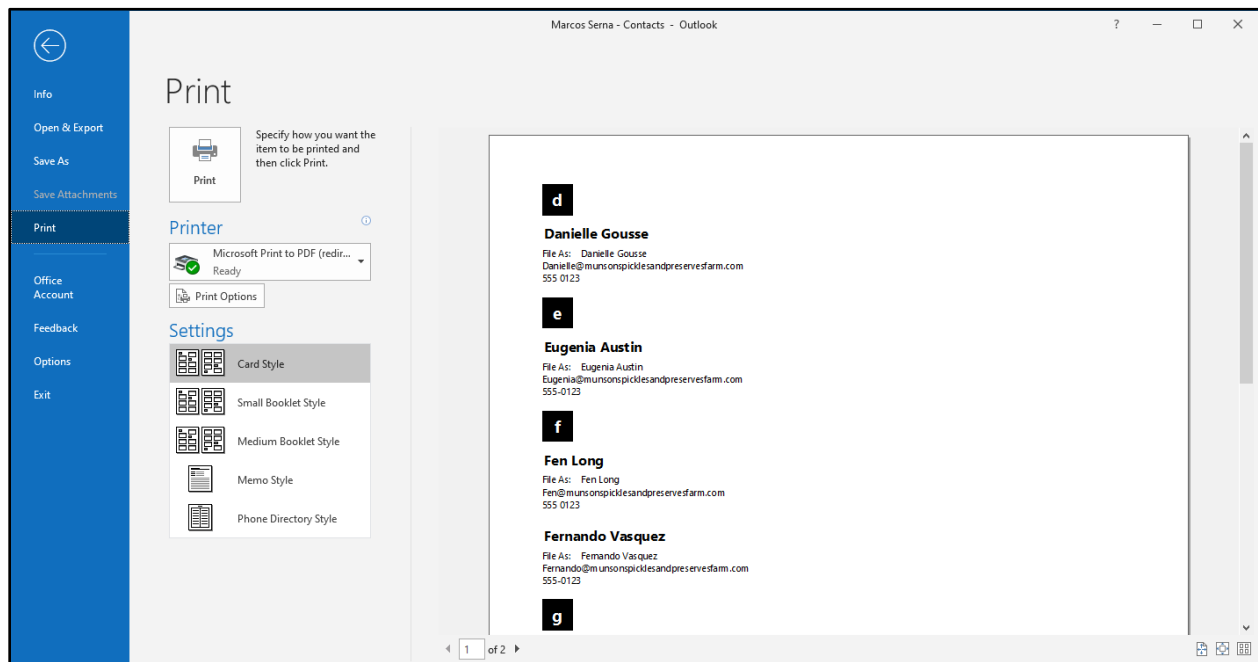 Marcos Serna - Contacts - Outlook
?
Info
Open & Export
Save As
Save Attachments
Print
Office
Account
Feedback
Options
Exit
Print
Print
Specify how you want the
item to be printed and
then click Print.
Printer
Microsoft Print to PDF (redir...
Ready
Print Options
Settings
Card Style
Small Booklet Style
Medium Booklet Style
Memo Style
Phone Directory Style
d
Danielle Gousse
File As: Danielle Gousse
Danielle@munsonspicklesandpreservesfarm.com
555 0123
e
Eugenia Austin
File As: Eugenia Austin
Eugenia@munsonspicklesandpreservesfarm.com
555-0123
f
Fen Long
File As: Fen Long
Fen@munsonspicklesandpreservesfarm.com
555 0123
Fernando Vasquez
File As: Fernando Vasquez
Fernando@munsonspicklesandpreservesfarm.com
555-0123
g
1 of 2